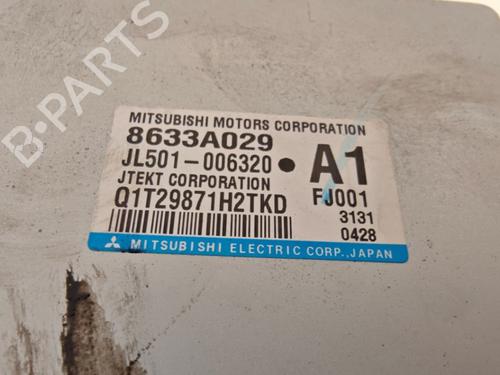 MITSUBISHI MOTORS CORPORATION
8633A029
JL501-006320 ● A1
JTEKT CORPORATION FJ001
Q1T29871H2TKD 3131
0428
MITSUBISHI ELECTRIC CORP., JAPAN
B-PARTS